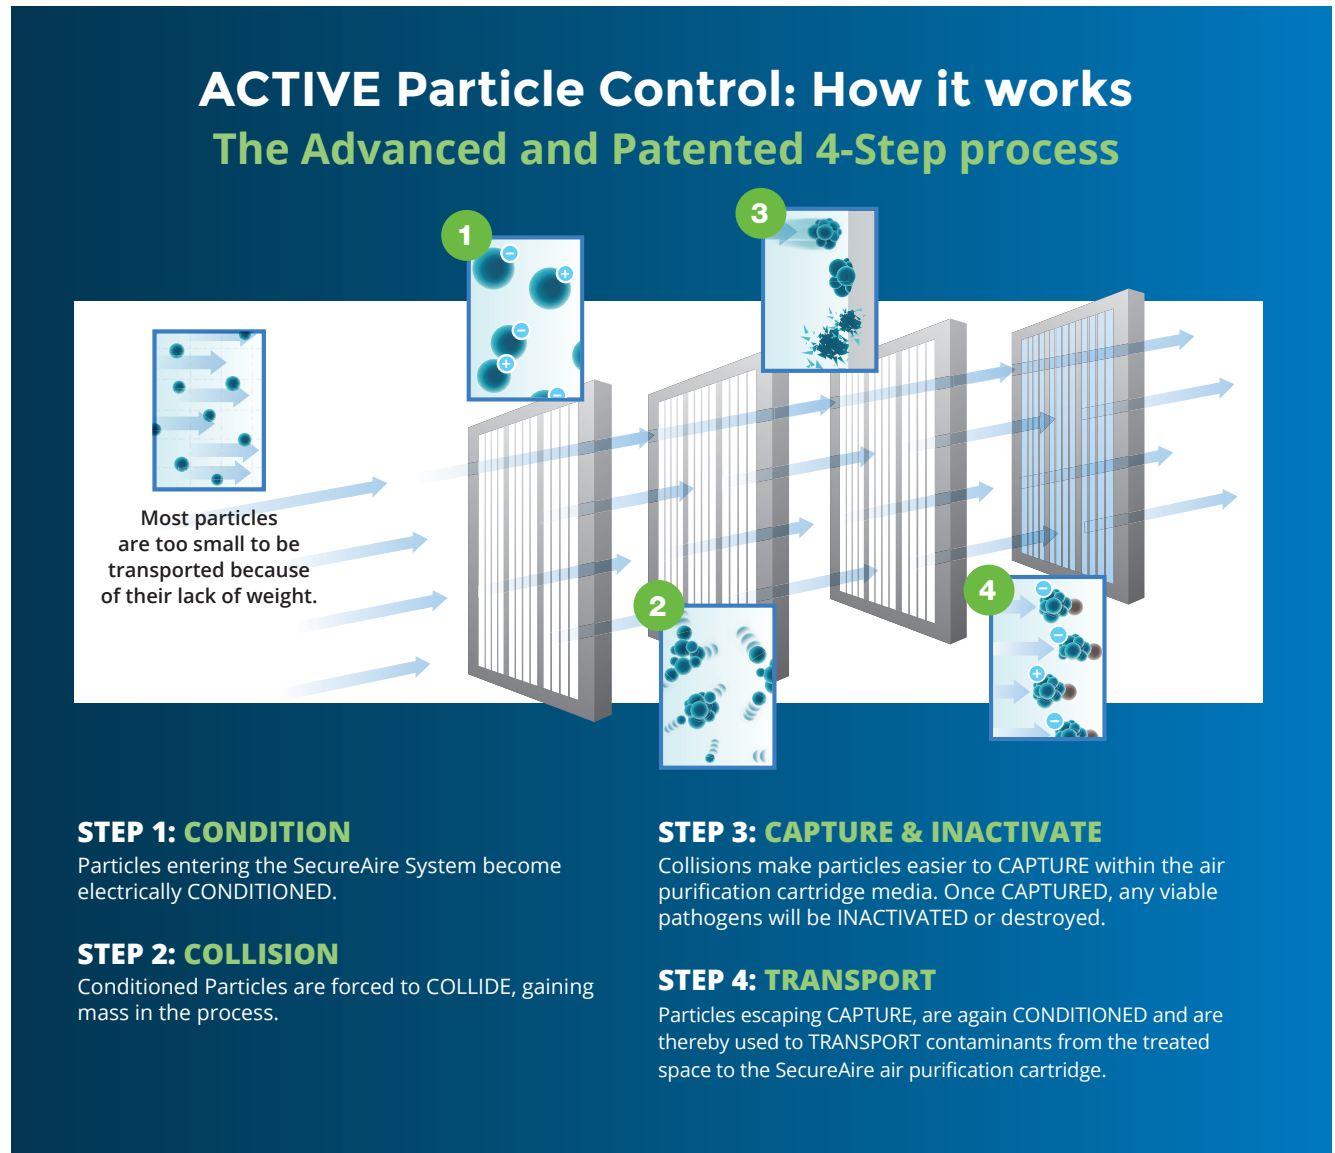 ACTIVE Particle Control: How it works
The Advanced and Patented 4-Step process
1
3
Most particles
are too small to be
transported because
of their lack of weight.
2
4
STEP 1: CONDITION
Particles entering the SecureAire System become
electrically CONDITIONED.
STEP 2: COLLISION
Conditioned Particles are forced to COLLIDE, gaining
mass in the process.
STEP 3: CAPTURE & INACTIVATE
Collisions make particles easier to CAPTURE within the air
purification cartridge media. Once CAPTURED, any viable
pathogens will be INACTIVATED or destroyed.
STEP 4: TRANSPORT
Particles escaping CAPTURE, are again CONDITIONED and are
thereby used to TRANSPORT contaminants from the treated
space to the SecureAire air purification cartridge.